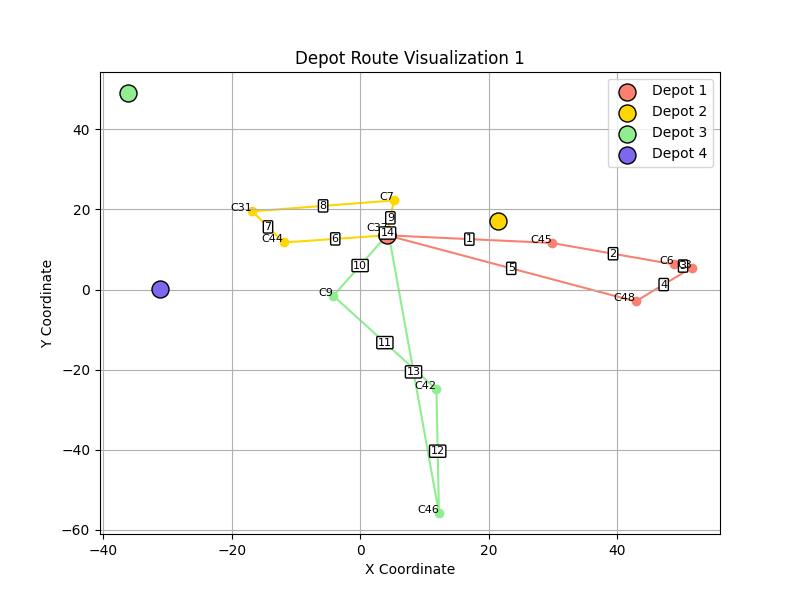 Depot Route Visualization 1
Depot 1
Depot 2
Depot 3
Depot 4
Y Coordinate
40
20
0
−20
−40
−60
C31
8
C7
9
7
C44
6
14
1
C45
2
C6
3
10
5
4
C9
C48
11
13
C42
12
C46
−40
−20
0
20
40
X Coordinate